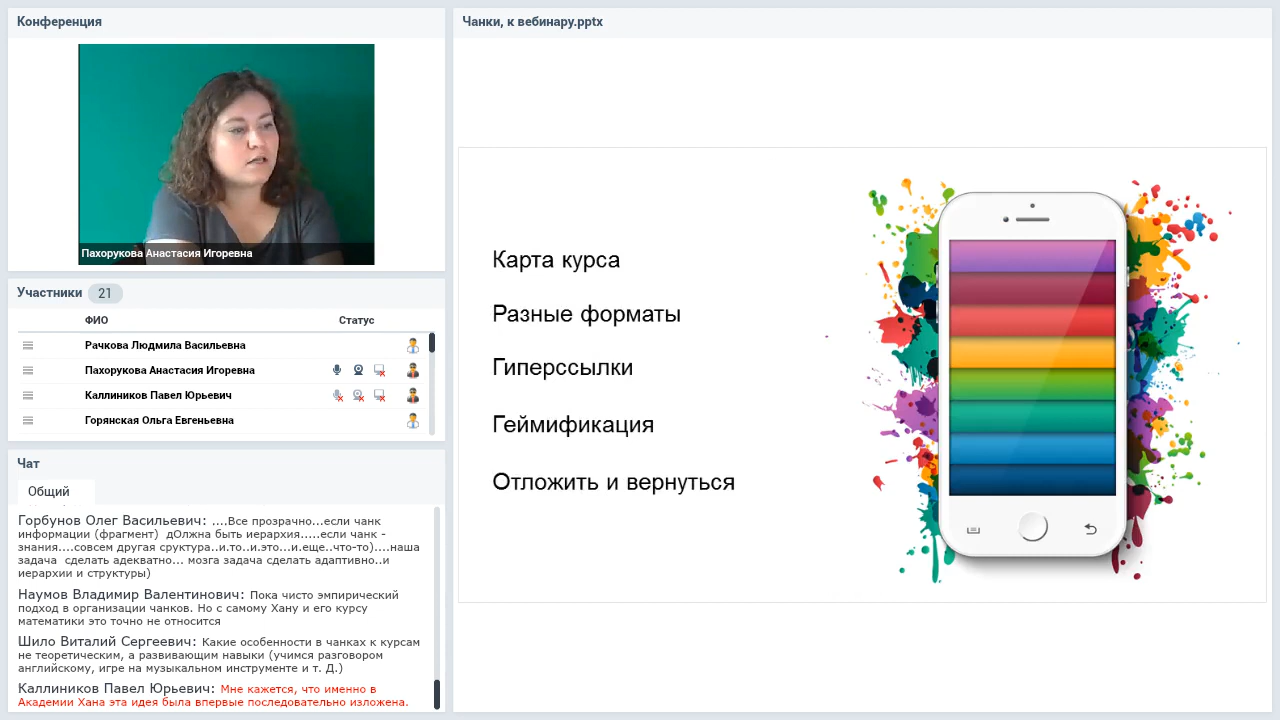 Конференция
Пахорукова Анастасия Игоревна
Участники 21
ФИО Статус
Рачкова Людмила Васильевна
Пахорукова Анастасия Игоревна
Каллиников Павел Юрьевич
Горянская Ольга Евгеньевна
Чат
Общий
Горбунов Олег Васильевич: ....Все прозрачно...если чанк
информации (фрагмент)  дОлжна быть иерархия.....если чанк -
знания....совсем другая сруктура..и.то..и.это...и.еще..что-то)....наша
задача  сделать адекватно... мозга задача сделать адаптивно..и
иерархии и структуры)
Наумов Владимир Валентинович: Пока чисто эмпирический
подход в организации чанков. Но с самому Хану и его курсу
математики это точно не относится
Шило Виталий Сергеевич: Какие особенности в чанках к курсам
не теоретическим, а развивающим навыки (учимся разговором
английскому, игре на музыкальном инструменте и т. Д.)
Каллиников Павел Юрьевич: Мне кажется, что именно в
Академии Хана эта идея была впервые последовательно изложена.
Чанки, к вебинару.pptx
Карта курса
Разные форматы
Гиперссылки
Геймификация
Отложить и вернуться